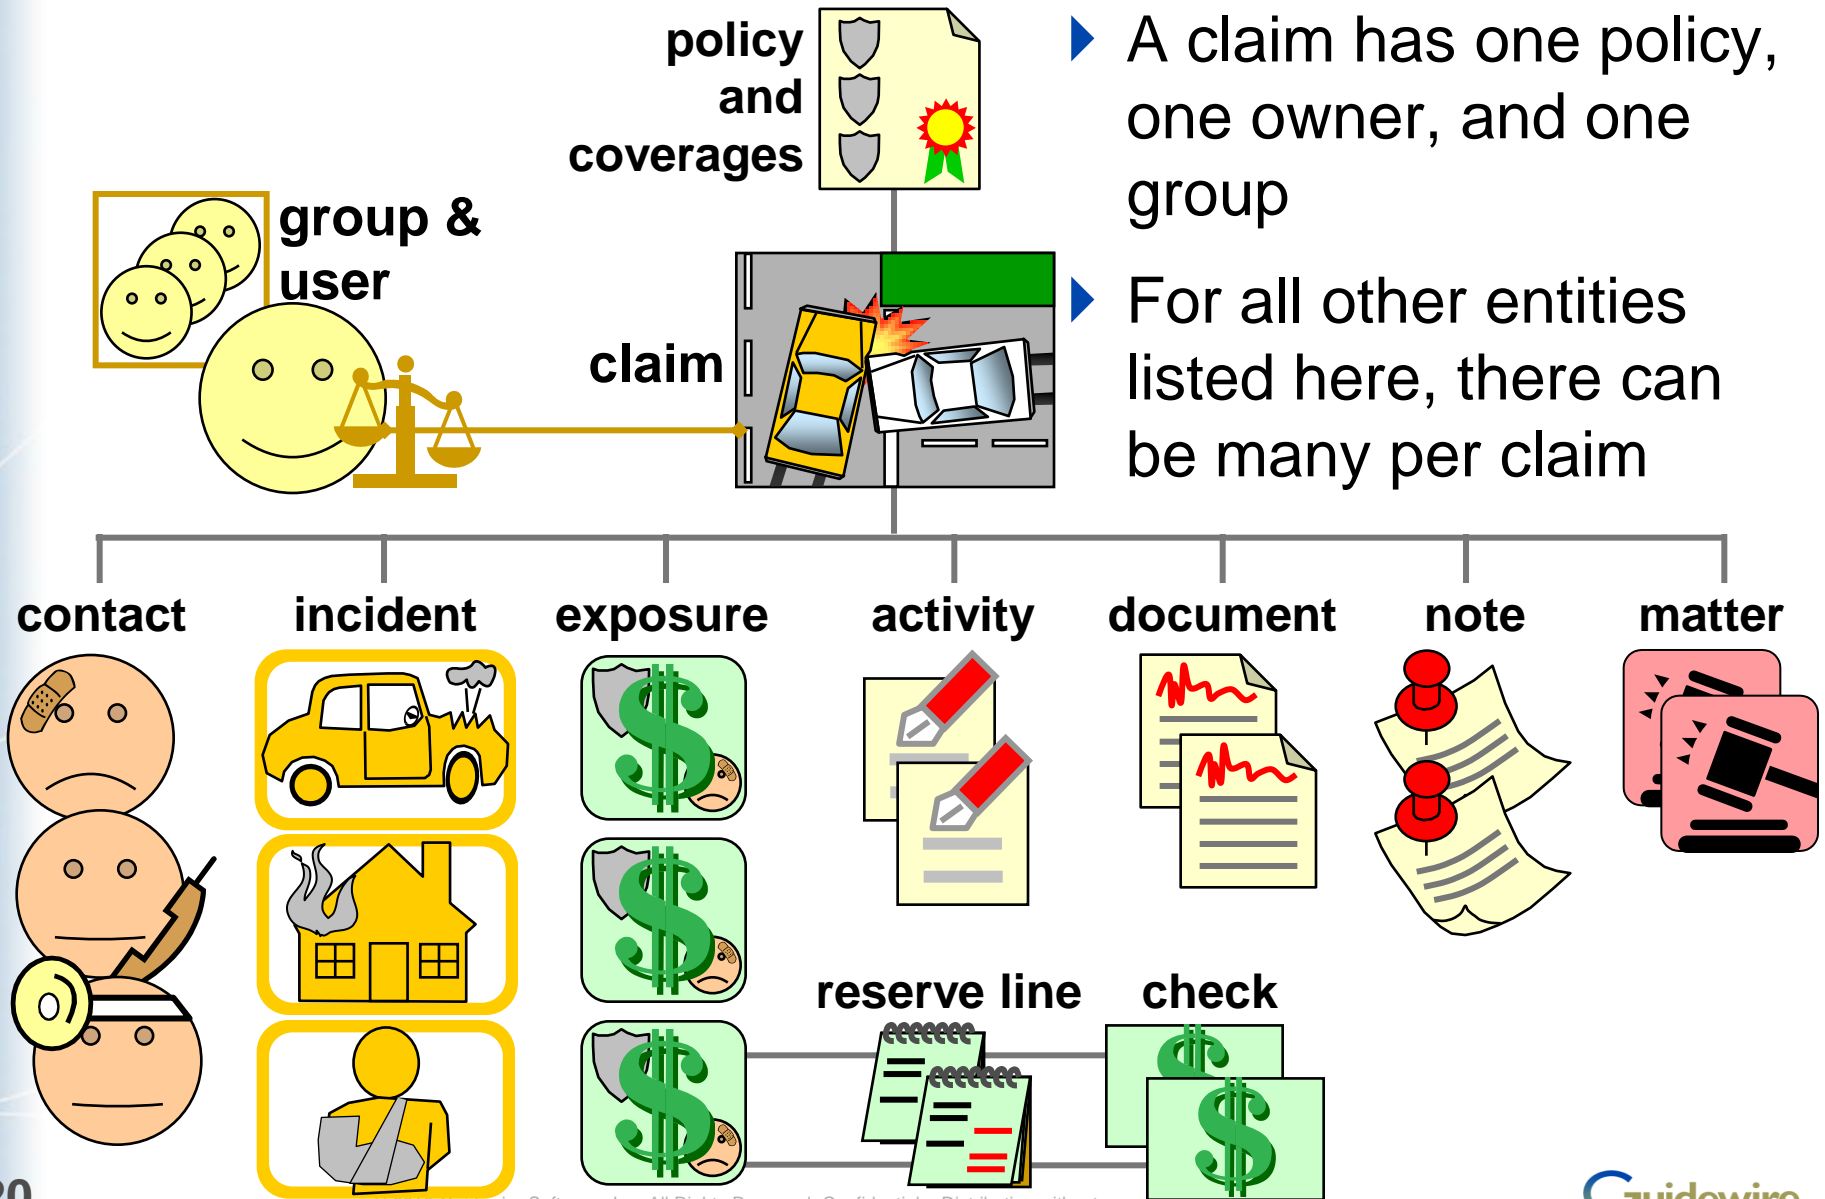 policy
and
coverages
▶ A claim has one policy,
one owner, and one
group
group &
user
▶ For all other entities
listed here, there can
be many per claim
claim
contact
incident
exposure
activity
document
note
matter
reserve line
check